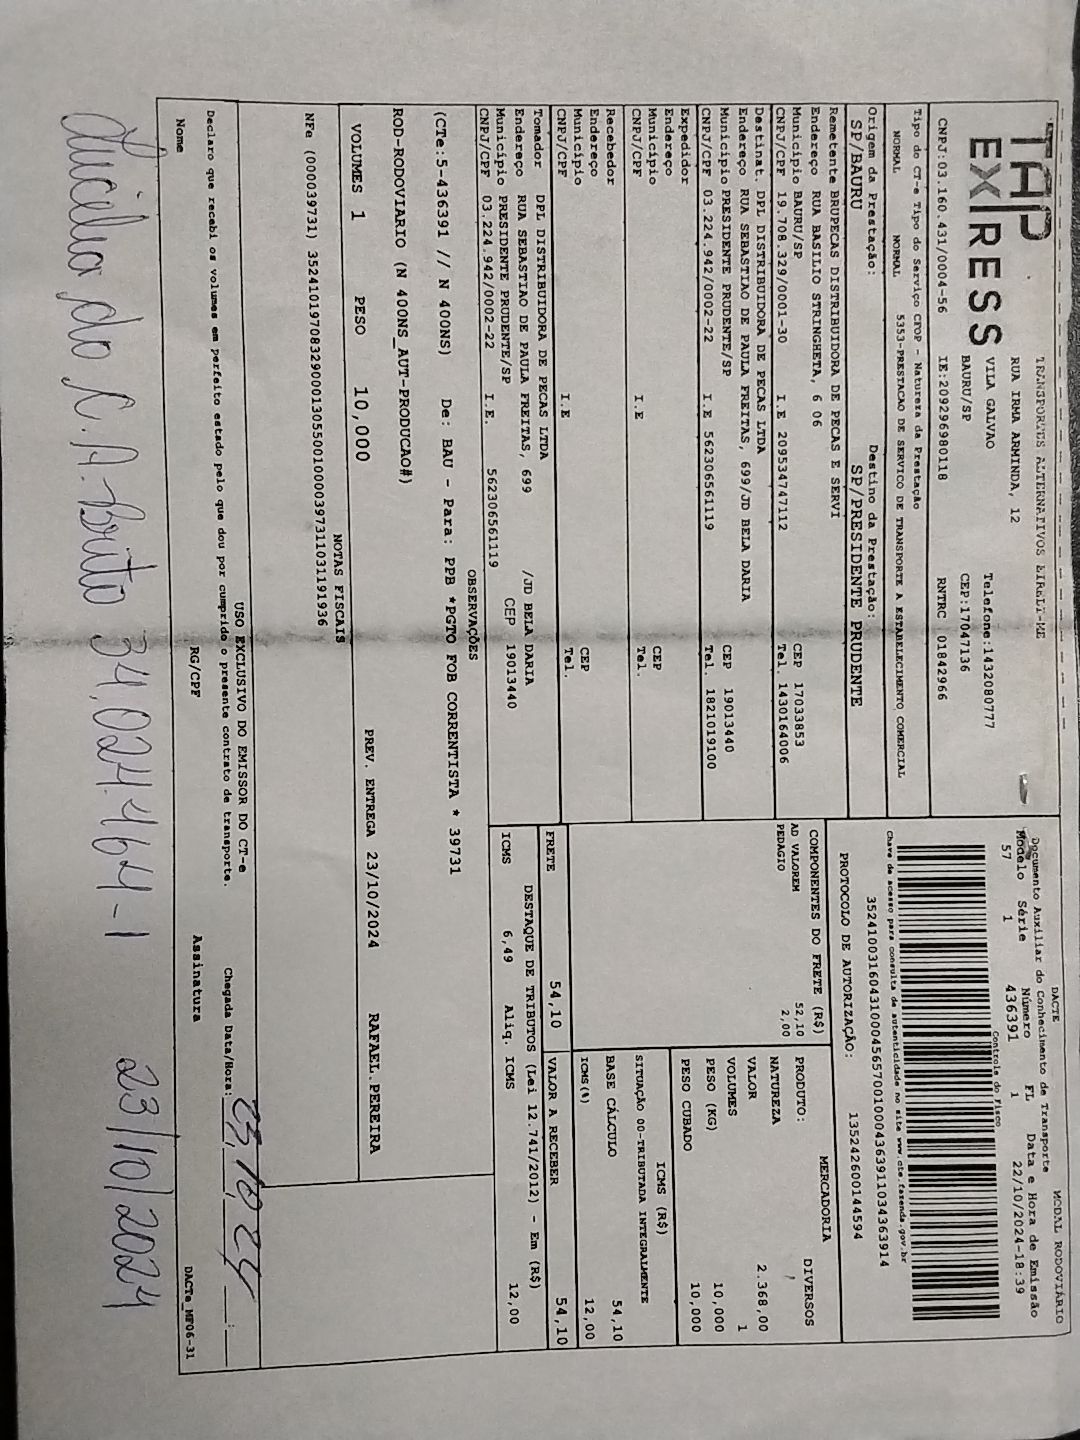 TAP
EXPRESS
TRANSPORTES ALTERNATIVOS EIRELI-ME
RUA IRMA ARMINDA, 12
VILA GALVAO
Telefone:1432080777
BAURU/SP
CEP:17047136
CNPJ:03.160.431/0004-56 IE:209296980118 RNTRC 01842966
Tipo do CT-e Tipo do Serviço CFOP - Natureza da Prestação
NORMAL NORMAL 5353-PRESTACAO DE SERVICO DE TRANSPORTE A ESTABELECIMENTO COMERCIAL
Origem da Prestação: Destino da Prestação:
SP/BAURU SP/PRESIDENTE PRUDENTE
Remetente BRUPECAS DISTRIBUIDORA DE PECAS E SERVI
Endereço RUA BASILIO STRINGHETA, 6 06
Município BAURU/SP CEP 17033853
CNPJ/CPF 19.708.329/0001-30 I.E 209534747112 Tel. 1430164006
Destinat. DPL DISTRIBUIDORA DE PECAS LTDA
Endereço RUA SEBASTIAO DE PAULA FREITAS, 699/JD BELA DARIA
Município PRESIDENTE PRUDENTE/SP CEP 19013440
CNPJ/CPF 03.224.942/0002-22 I.E 562306561119 Tel. 1821019100
Expedidor
Endereço
Município CEP
CNPJ/CPF I.E Tel.
Recebedor
Endereço
Município CEP
CNPJ/CPF I.E Tel.
Tomador DPL DISTRIBUIDORA DE PECAS LTDA
Endereço RUA SEBASTIAO DE PAULA FREITAS, 699 /JD BELA DARIA
Município PRESIDENTE PRUDENTE/SP CEP 19013440
CNPJ/CPF 03.224.942/0002-22 I.E. 562306561119
DACTE MODAL RODOVIÁRIO
Documento Auxiliar do Conhecimento de Transporte
Modelo Série Número FL Data e Hora de Emissão
57 1 436391 1 22/10/2024-18:39
Controle do Fisco
Chave de acesso para consulta de autenticidade no site www.cte.fazenda.gov.br
35241003160431000456570010004363911034363914
PROTOCOLO DE AUTORIZAÇÃO: 135242600144594
COMPONENTES DO FRETE (R$)
AD VALOREM 52,10
PEDAGIO 2,00
MERCADORIA
PRODUTO: DIVERSOS
NATUREZA
VALOR 2.368,00
VOLUMES 1
PESO (KG) 10,000
PESO CUBADO 10,000
ICMS (R$)
SITUAÇÃO 00-TRIBUTADA INTEGRALMENTE
BASE CÁLCULO 54,10
ICMS(%) 12,00
FRETE 54,10 VALOR A RECEBER 54,10
DESTAQUE DE TRIBUTOS (Lei 12.741/2012) - Em (R$)
ICMS 6,49 Aliq. ICMS 12,00
OBSERVAÇÕES
(CTe:5-436391 // N 400NS) De: BAU - Para: PPB *PGTO FOB CORRENTISTA * 39731
ROD-RODOVIARIO (N 400NS_AUT-PRODUCAO#)
VOLUMES 1 PESO 10,000 PREV. ENTREGA 23/10/2024 RAFAEL.PEREIRA
NOTAS FISCAIS
NFe (000039731) 35241019708329000130550010000397311031191936
USO EXCLUSIVO DO EMISSOR DO CT-e
Declaro que recebi os volumes em perfeito estado pelo que dou por cumprido o presente contrato de transporte. Chegada Data/Hora: 23,10 24
Nome RG/CPF Assinatura DACTe_MF06-31
Lucielia do C. A. Brito 34,024.464-1 23/10/2024